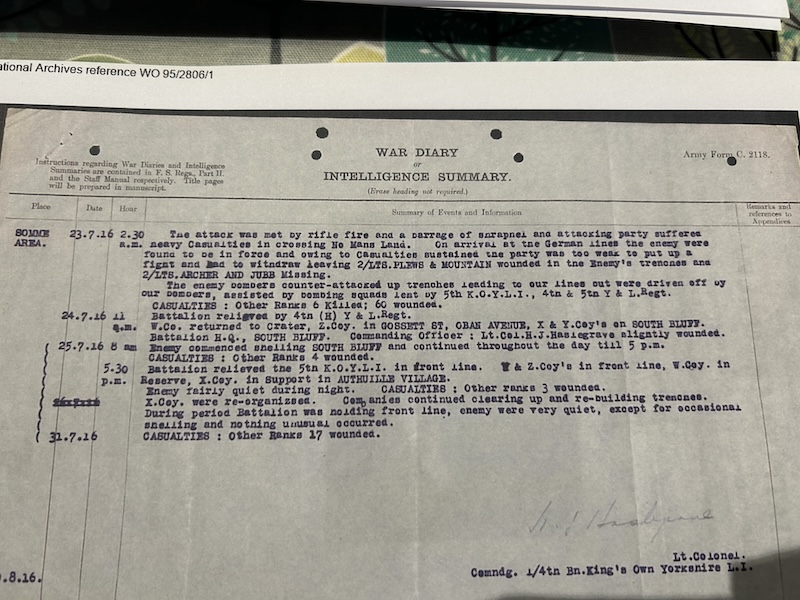 ational Archives reference WO 95/2806/1
WAR DIARY
or
INTELLIGENCE SUMMARY.
(Erase heading not required.)
Army Form C. 2118.
Instructions regarding War Diaries and Intelligence
Summaries are contained in F. S. Regs., Part II.
and the Staff Manual respectively. Title pages
will be prepared in manuscript.
Place Date Hour Summary of Events and Information Remarks and
references to
Appendices
SOMME 23.7.16 2.30 The attack was met by rifle fire and a barrage of shrapnel and attacking party suffered
AREA. a.m. heavy Casualties in crossing No Mans Land. On arrival at the German lines the enemy were
found to be in force and owing to Casualties sustained the party was too weak to put up a
fight and had to withdraw leaving 2/LTS.PLEWS & MOUNTAIN wounded in the Enemy's trenches and
2/LTS.ARCHER AND JUBB Missing.
The enemy bombers counter-attacked up trenches leading to our lines but were driven off by
our bombers, assisted by bombing squads lent by 5th K.O.Y.L.I., 4th & 5th Y & L.Regt.
CASUALTIES : Other Ranks 6 Killed; 60 wounded.
24.7.16 11 Battalion relieved by 4th (H) Y & L.Regt.
a.m. W.Co. returned to Crater, Z.Coy. in GOSSETT ST, OBAN AVENUE, X & Y.Coy's on SOUTH BLUFF.
Battalion H.Q., SOUTH BLUFF. Commanding Officer : Lt.Col.H.J.Haslegrave slightly wounded.
25.7.16 8 am Enemy commenced shelling SOUTH BLUFF and continued throughout the day till 5 p.m.
CASUALTIES : Other Ranks 4 wounded.
5.30 Battalion relieved the 5th K.O.Y.L.I. in front line. Y & Z.Coy's in front line, W.Coy. in
p.m. Reserve, X.Coy. in Support in AUTHUILLE VILLAGE.
Enemy fairly quiet during night. CASUALTIES : Other ranks 3 wounded.
X.Coy. were re-organized. Companies continued clearing up and re-building trenches.
During period Battalion was holding front line, enemy were very quiet, except for occasional
shelling and nothing unusual occurred.
31.7.16 CASUALTIES : Other Ranks 17 wounded.
H J Haslegrave
Lt.Colonel.
Comndg. 1/4th Bn.King's Own Yorkshire L.I.
.8.16.